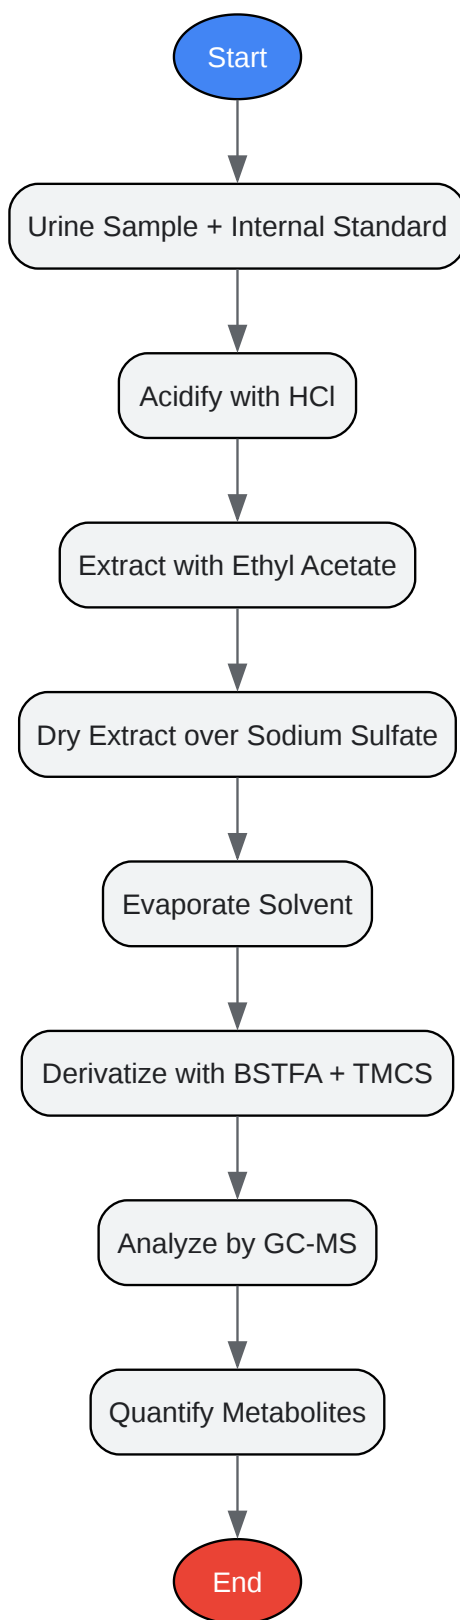 Start
Urine Sample + Internal Standard
Acidify with HCl
Extract with Ethyl Acetate
Dry Extract over Sodium Sulfate
Evaporate Solvent
Derivatize with BSTFA + TMCS
Analyze by GC-MS
Quantify Metabolites
End